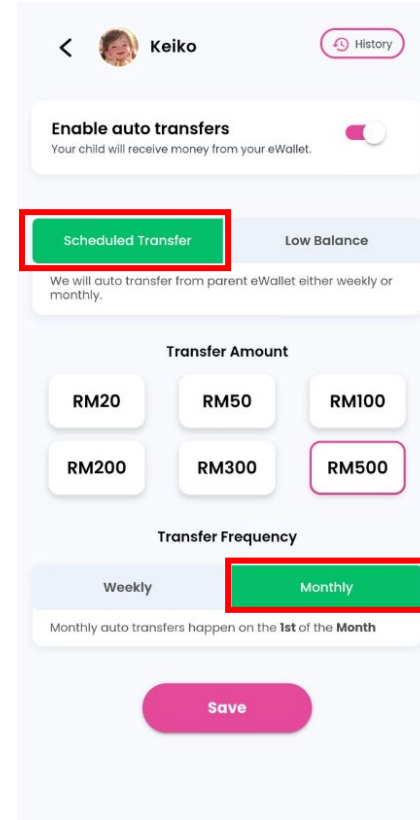 Keiko
History
Enable auto transfers
Your child will receive money from your eWallet.
Scheduled Transfer
Low Balance
We will auto transfer from parent eWallet either weekly or
monthly.
Transfer Amount
RM20
RM50
RM100
RM200
RM300
RM500
Transfer Frequency
Weekly
Monthly
Monthly auto transfers happen on the 1st of the Month
Save